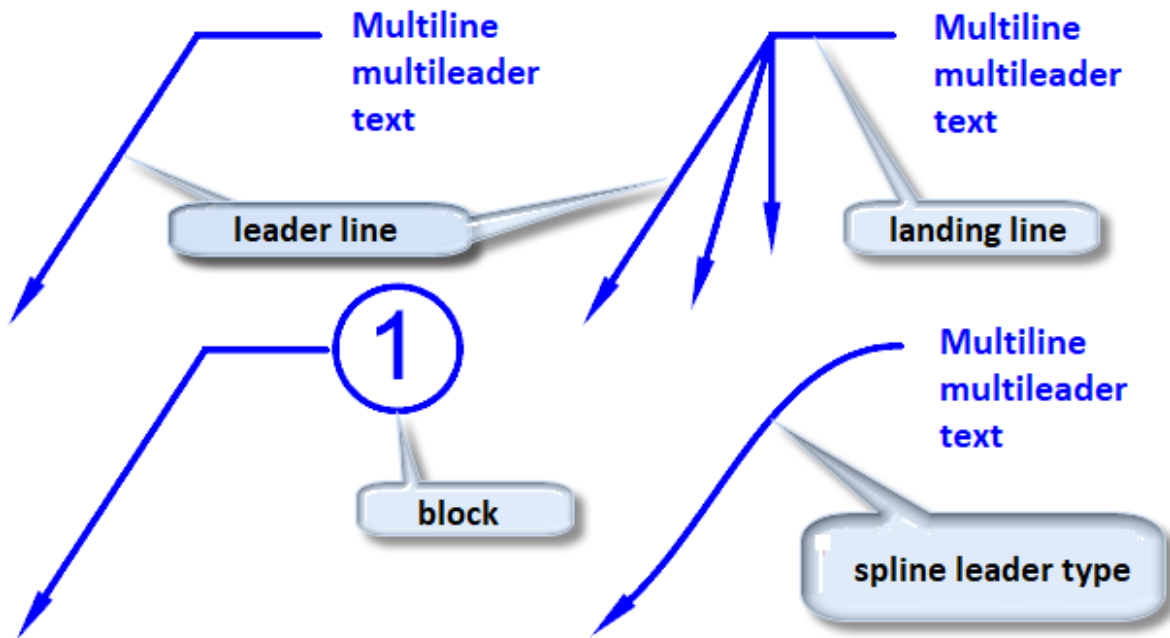 Multiline
multileader
text
Multiline
multileader
text
leader line
landing line
1
Multiline
multileader
text
block
spline leader type